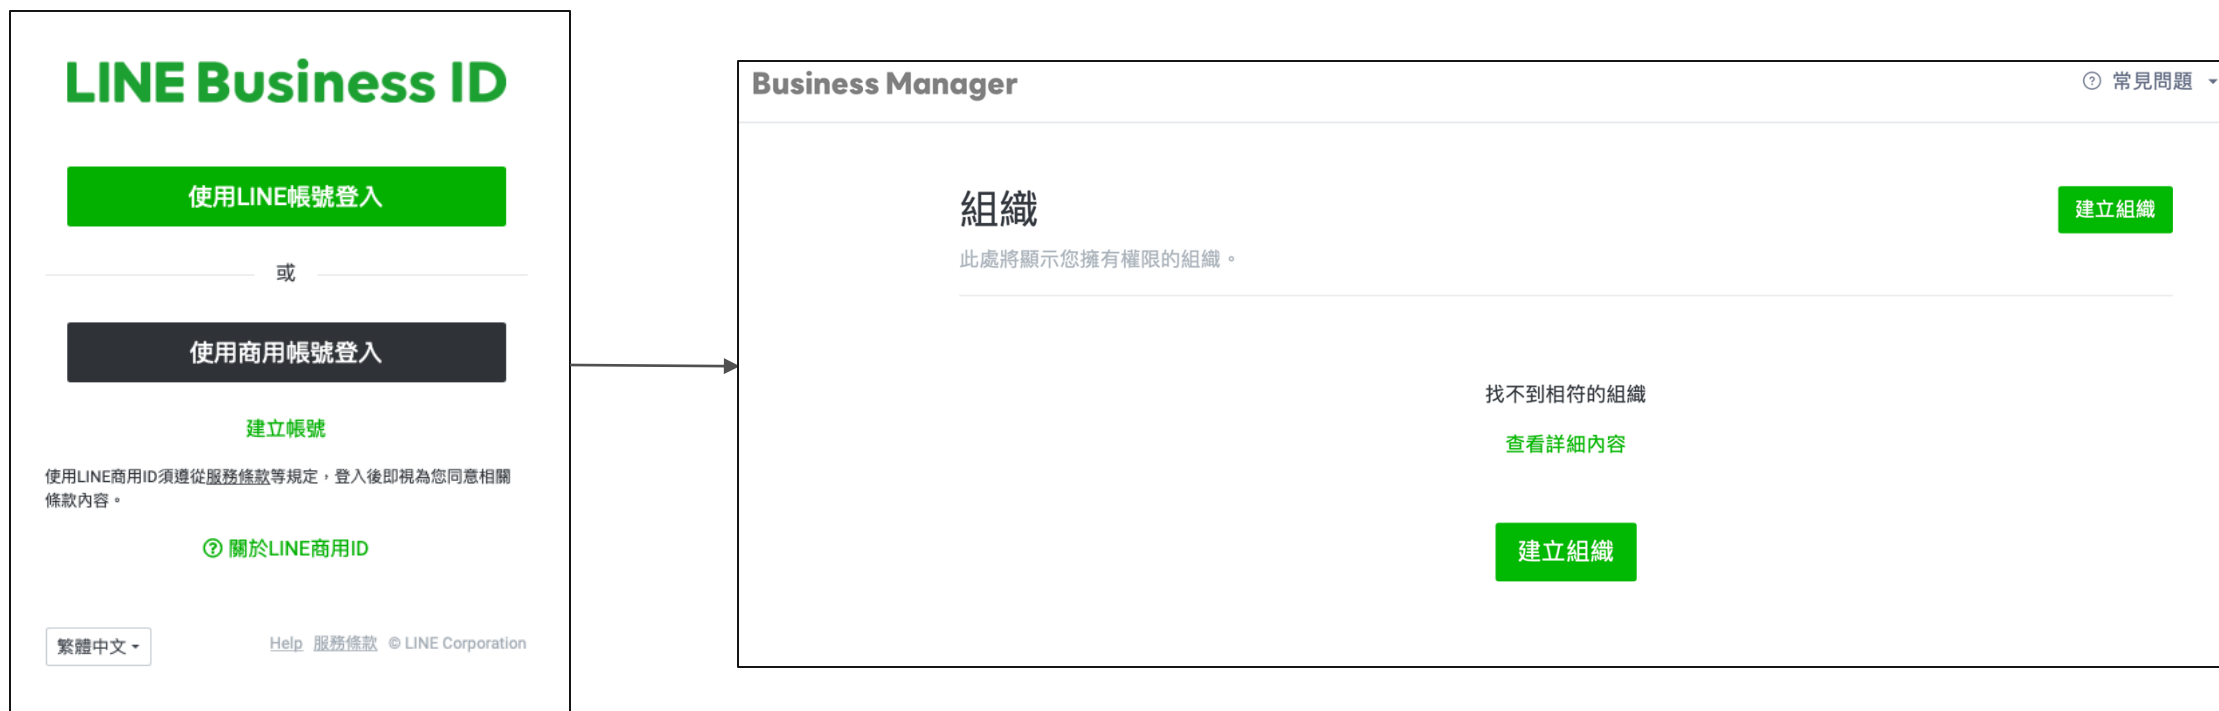 LINE Business ID
使用LINE帳號登入
或
使用商用帳號登入
建立帳號
使用LINE商用ID須遵從服務條款等規定，登入後即視為您同意相關
條款內容。
關於LINE商用ID
繁體中文
Help 服務條款 © LINE Corporation
Business Manager
常見問題
組織
建立組織
此處將顯示您擁有權限的組織。
找不到相符的組織
查看詳細內容
建立組織